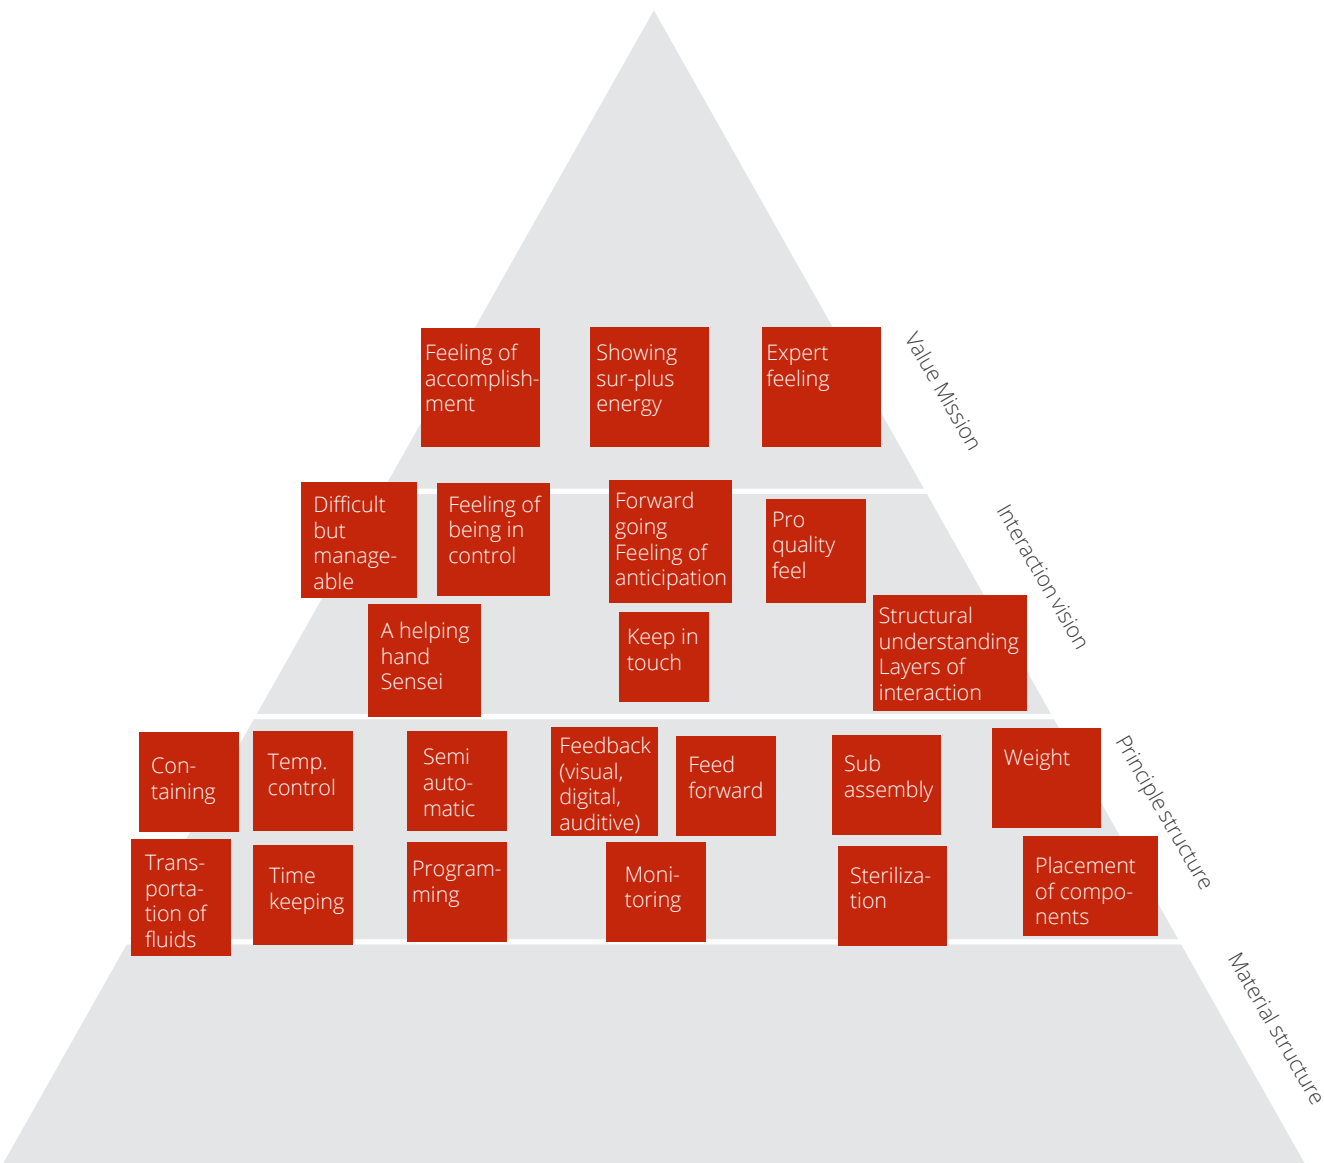 Feeling of
accomplish-
ment
Showing
sur-plus
energy
Expert
feeling
Value Mission
Difficult
but
manage-
able
Feeling of
being in
control
Forward
going
Feeling of
anticipation
Pro
quality
feel
Interaction vision
A helping
hand
Sensei
Keep in
touch
Structural
understanding
Layers of
interaction
Con-
taining
Temp.
control
Semi
auto-
matic
Feedback
(visual,
digital,
auditive)
Feed
forward
Sub
assembly
Weight
Principle structure
Trans-
porta-
tion of
fluids
Time
keeping
Program-
ming
Moni-
toring
Steriliza-
tion
Placement
of compo-
nents
Material structure